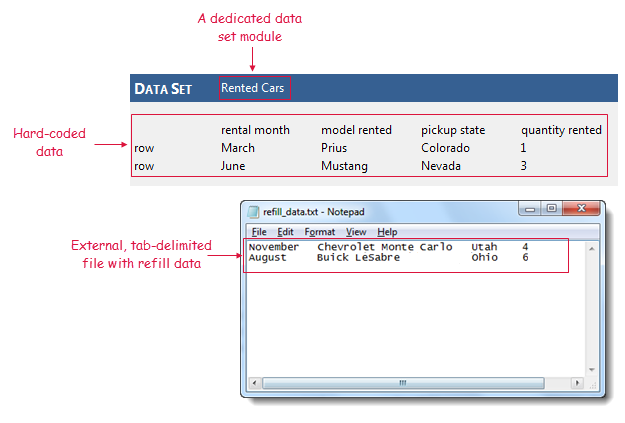 A dedicated data
set module
DATA SET Rented Cars
Hard-coded
data
rental month model rented pickup state quantity rented
row March Prius Colorado 1
row June Mustang Nevada 3
refill_data.txt - Notepad
File Edit Format View Help
External, tab-delimited
file with refill data
November Chevrolet Monte Carlo Utah 4
August Buick LeSabre Ohio 6